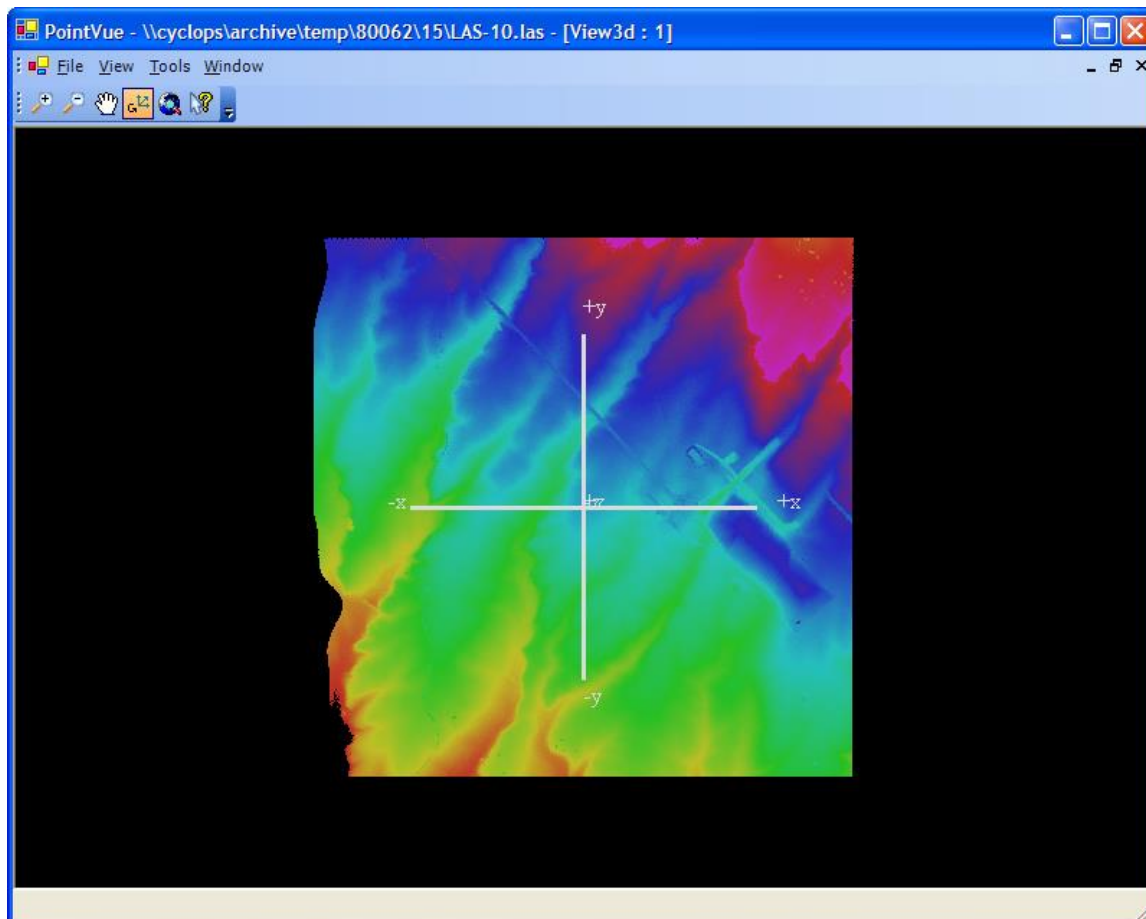 PointVue - \\cyclops\archive\temp\80062\15\LAS-10.las - [View3d : 1]
File View Tools Window
G
+y
-x +z +x
-y